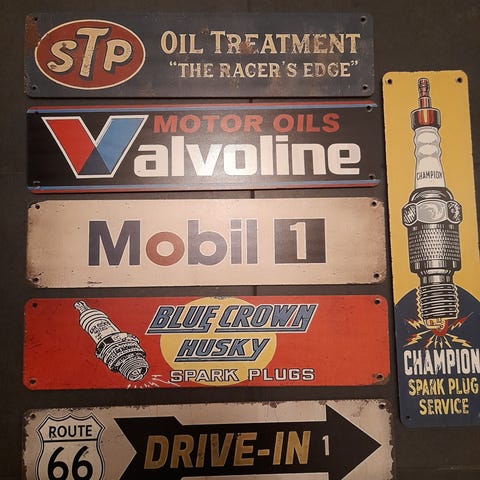 STP
OIL TREATMENT
"THE RACER'S EDGE"
MOTOR OILS
Valvoline
Mobil 1
BLUE CROWN
HUSKY
SPARK PLUGS
ROUTE
66
DRIVE-IN 1
CHAMPION
CHAMPION
SPARK PLUG
SERVICE